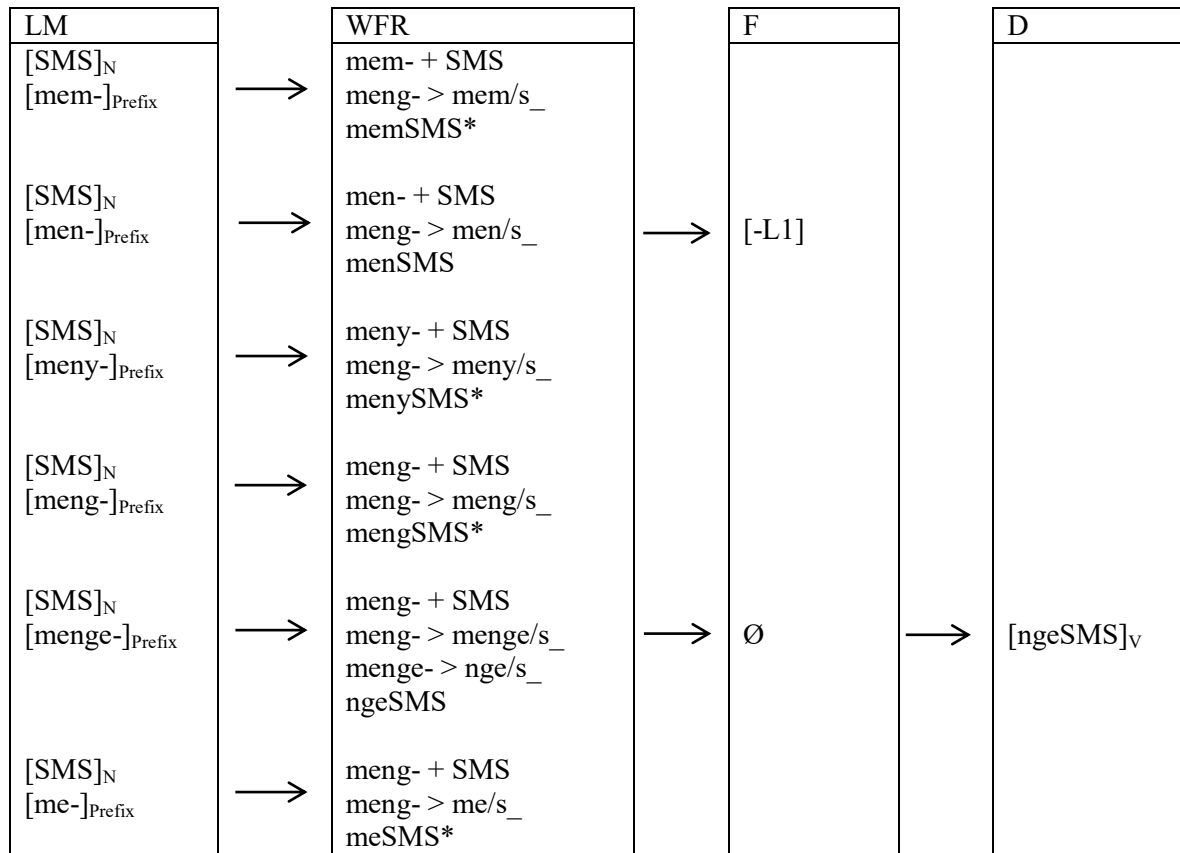 LM
WFR
F
D
[SMS]N
[mem-]Prefix
mem- + SMS
meng- > mem/s_
memSMS*
[SMS]N
[men-]Prefix
men- + SMS
meng- > men/s_
menSMS
[-L1]
[SMS]N
[meny-]Prefix
meny- + SMS
meng- > meny/s_
menySMS*
[SMS]N
[meng-]Prefix
meng- + SMS
meng- > meng/s_
mengSMS*
[SMS]N
[menge-]Prefix
meng- + SMS
meng- > menge/s_
menge- > nge/s_
ngeSMS
Ø
[ngeSMS]V
[SMS]N
[me-]Prefix
meng- + SMS
meng- > me/s_
meSMS*